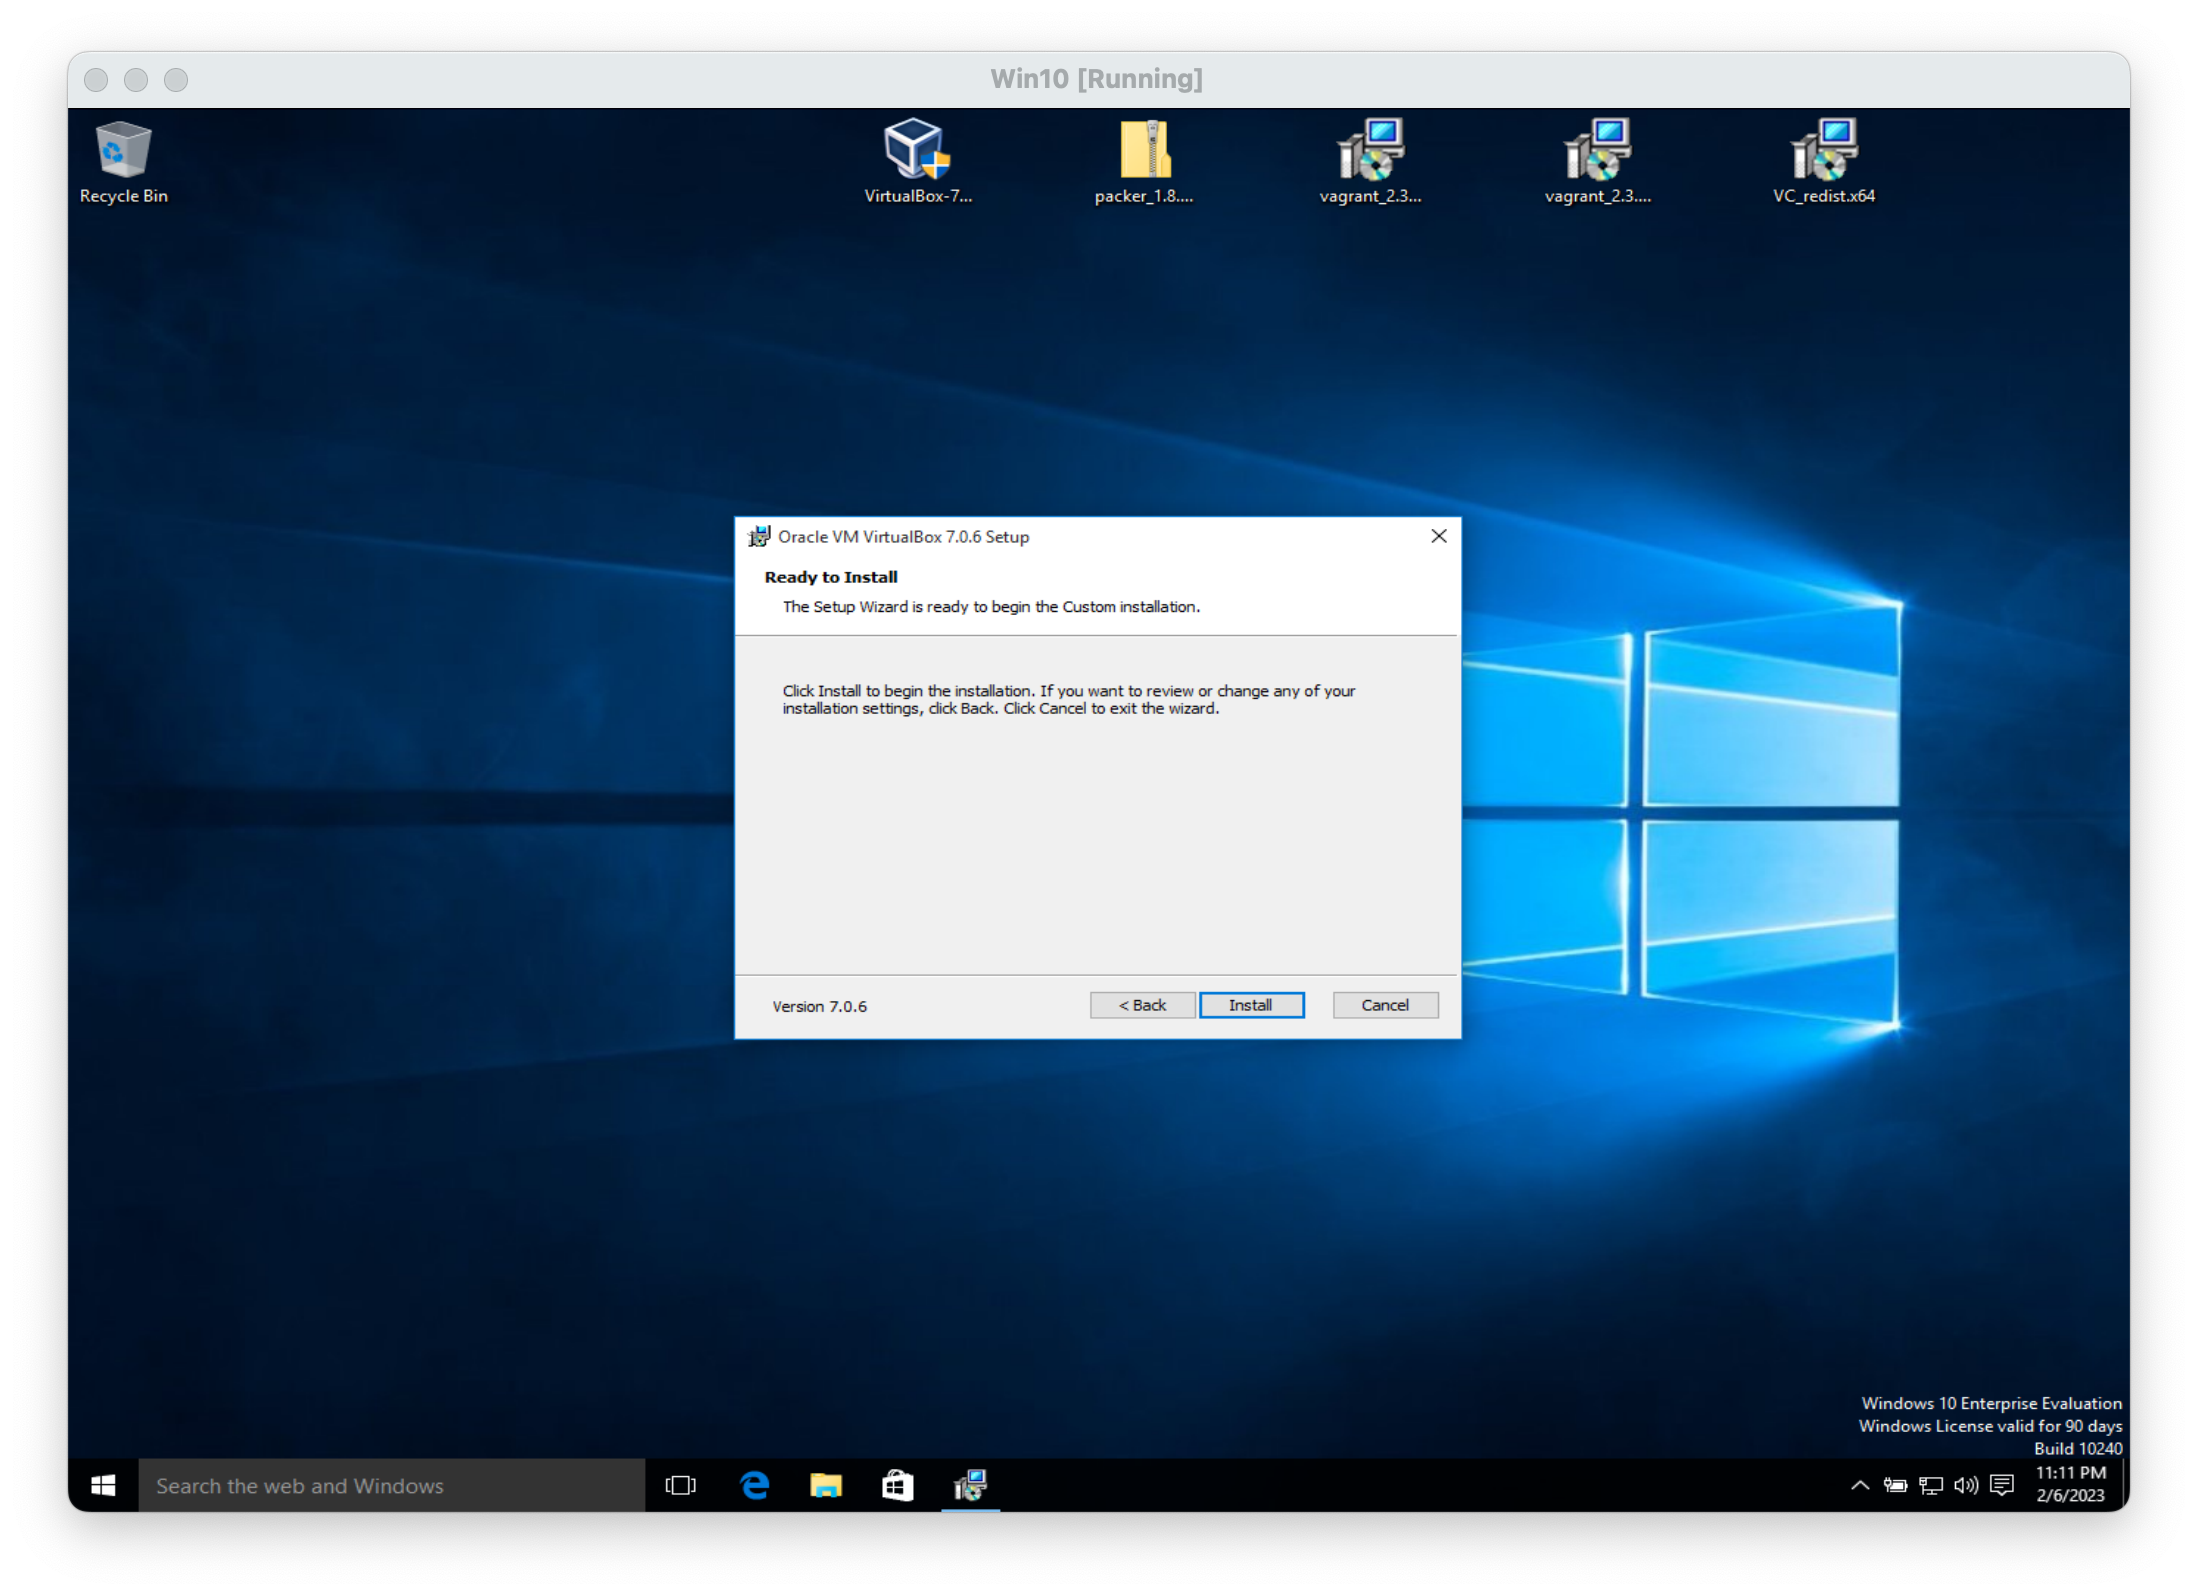 Win10 [Running]
Recycle Bin
VirtualBox-7...
packer_1.8....
vagrant_2.3...
vagrant_2.3....
VC_redist.x64
Oracle VM VirtualBox 7.0.6 Setup
Ready to Install
The Setup Wizard is ready to begin the Custom installation.
Click Install to begin the installation. If you want to review or change any of your
installation settings, click Back. Click Cancel to exit the wizard.
Version 7.0.6
< Back
Install
Cancel
Windows 10 Enterprise Evaluation
Windows License valid for 90 days
Build 10240
Search the web and Windows
11:11 PM
2/6/2023